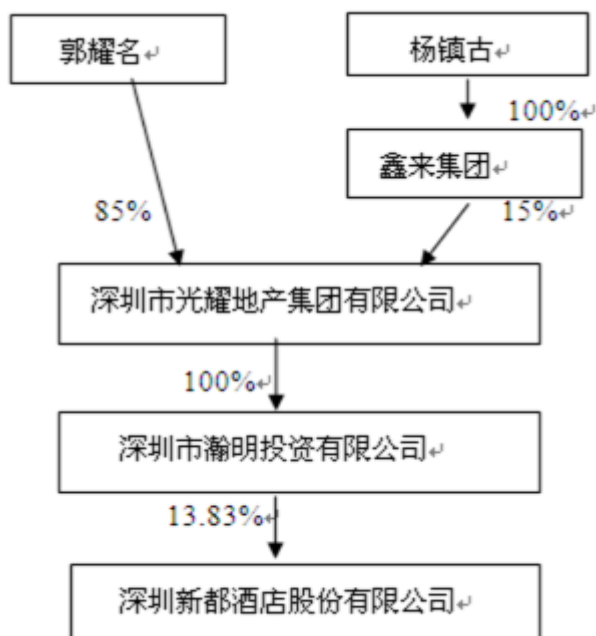 郭耀名
杨镇古
100%
鑫来集团
85%
15%
深圳市光耀地产集团有限公司
100%
深圳市瀚明投资有限公司
13.83%
深圳新都酒店股份有限公司